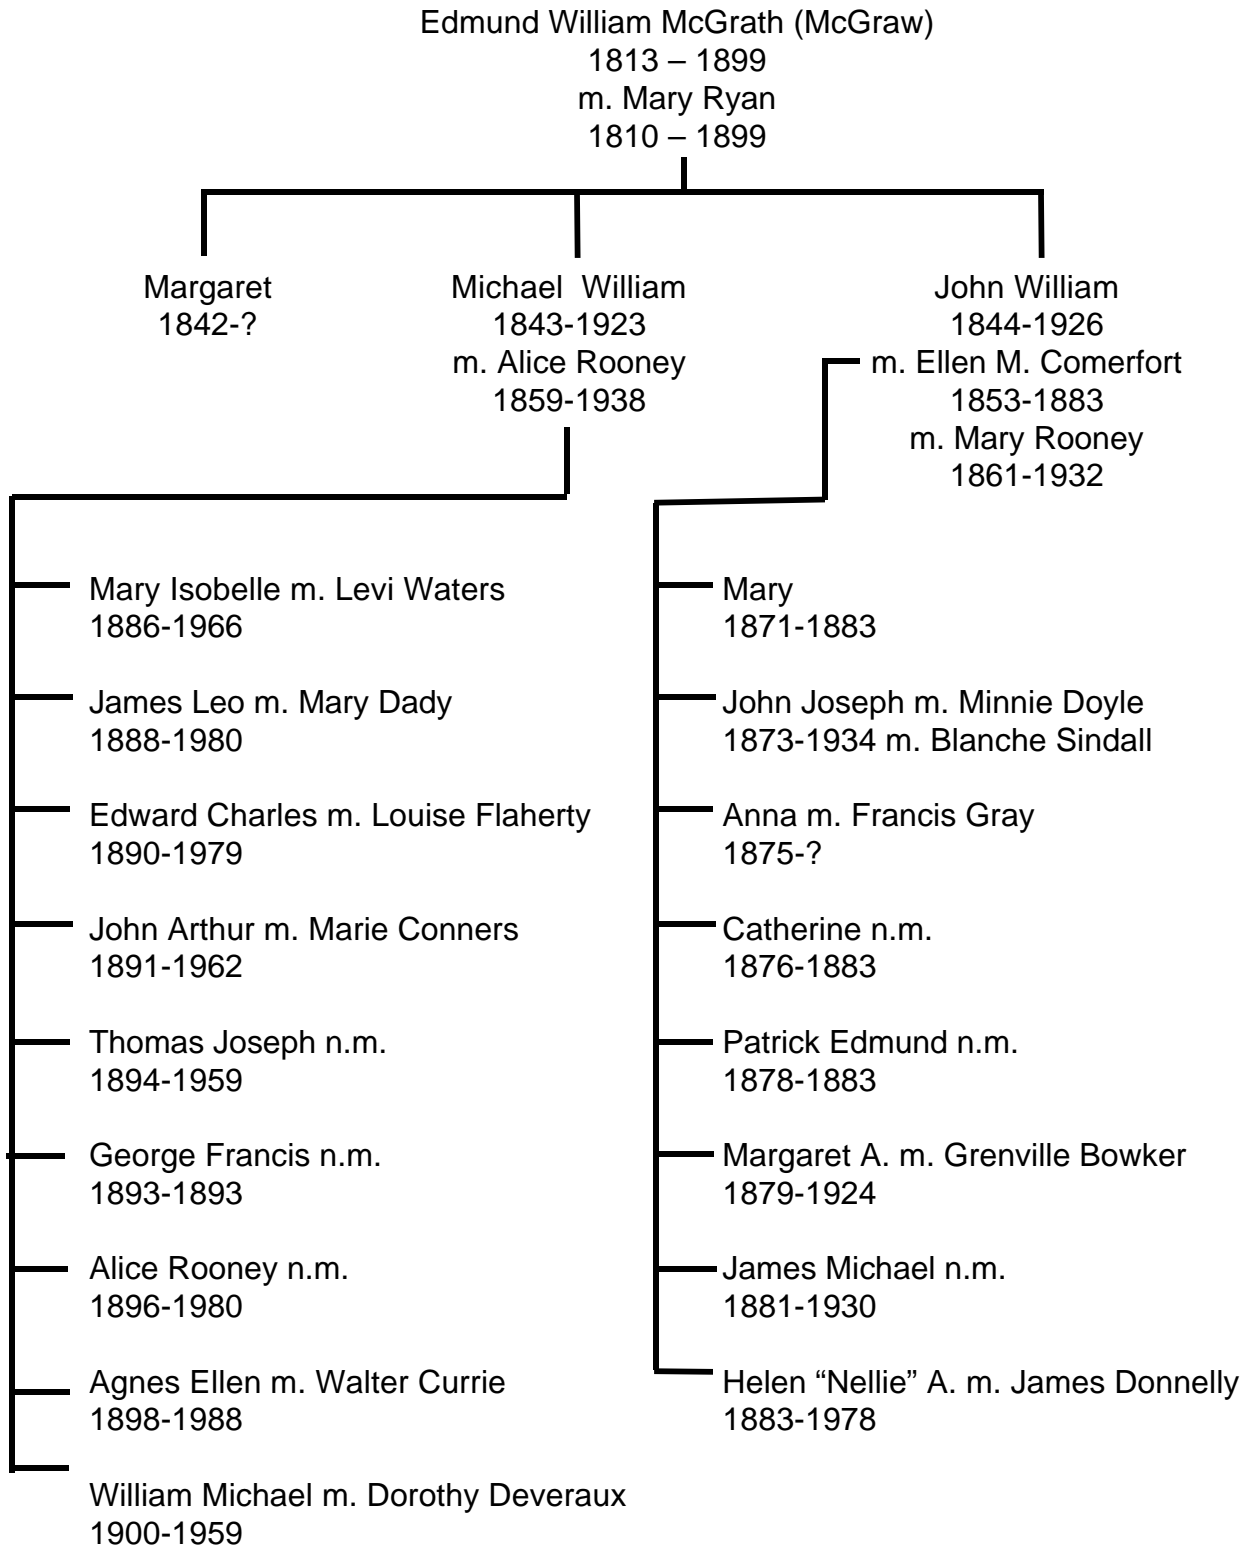 Edmund William McGrath (McGraw)
1813 – 1899
m. Mary Ryan
1810 – 1899
Margaret
1842-?
Michael  William
1843-1923
m. Alice Rooney
1859-1938
John William
1844-1926
m. Ellen M. Comerfort
1853-1883
m. Mary Rooney
1861-1932
Mary Isobelle m. Levi Waters
1886-1966
James Leo m. Mary Dady
1888-1980
Edward Charles m. Louise Flaherty
1890-1979
John Arthur m. Marie Conners
1891-1962
Thomas Joseph n.m.
1894-1959
George Francis n.m.
1893-1893
Alice Rooney n.m.
1896-1980
Agnes Ellen m. Walter Currie
1898-1988
William Michael m. Dorothy Deveraux
1900-1959
Mary
1871-1883
John Joseph m. Minnie Doyle
1873-1934 m. Blanche Sindall
Anna m. Francis Gray
1875-?
Catherine n.m.
1876-1883
Patrick Edmund n.m.
1878-1883
Margaret A. m. Grenville Bowker
1879-1924
James Michael n.m.
1881-1930
Helen “Nellie” A. m. James Donnelly
1883-1978